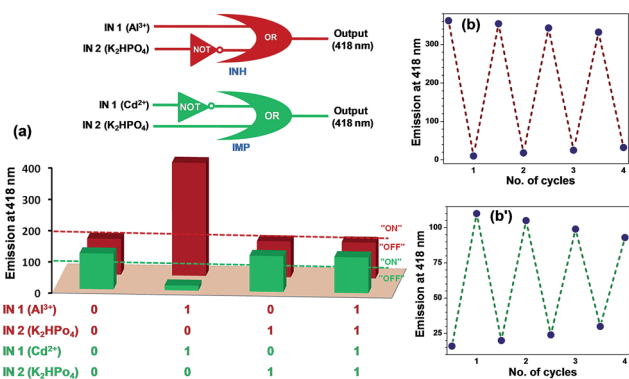 IN 1 (Al³⁺)
IN 2 (K₂HPO₄)
NOT
OR
Output
(418 nm)
INH
IN 1 (Cd²⁺)
IN 2 (K₂HPO₄)
NOT
OR
Output
(418 nm)
IMP
(a)
Emission at 418 nm
400
300
200
100
0
"ON"
"OFF"
"ON"
"OFF"
IN 1 (Al³⁺) 0 1 0 1
IN 2 (K₂HPo₄) 0 0 1 1
IN 1 (Cd²⁺) 0 1 0 1
IN 2 (K₂HPo₄) 0 0 1 1
(b)
Emission at 418 nm
300
200
100
0
1 2 3 4
No. of cycles
(b')
Emission at 418 nm
100
75
50
25
1 2 3 4
No. of cycles